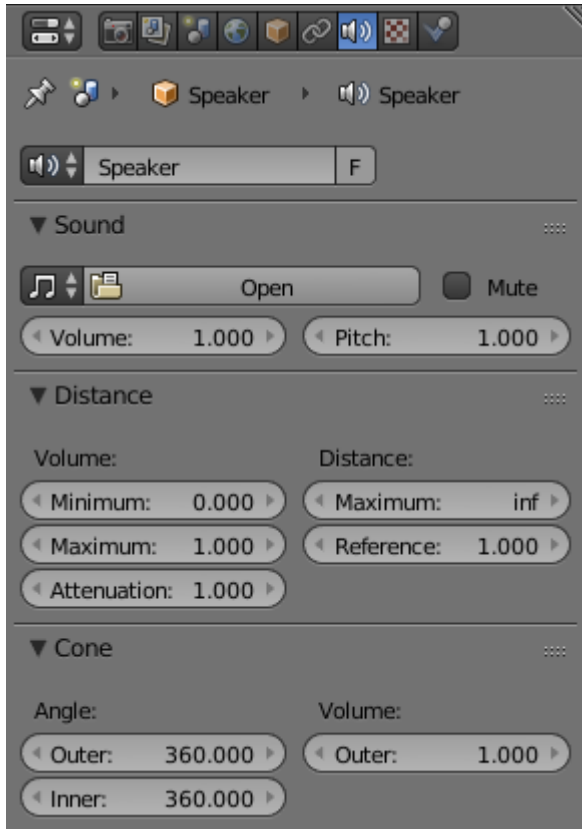 Speaker Speaker
Speaker F
Sound
Open Mute
Volume: 1.000 Pitch: 1.000
Distance
Volume: Distance:
Minimum: 0.000 Maximum: inf
Maximum: 1.000 Reference: 1.000
Attenuation: 1.000
Cone
Angle: Volume:
Outer: 360.000 Outer: 1.000
Inner: 360.000